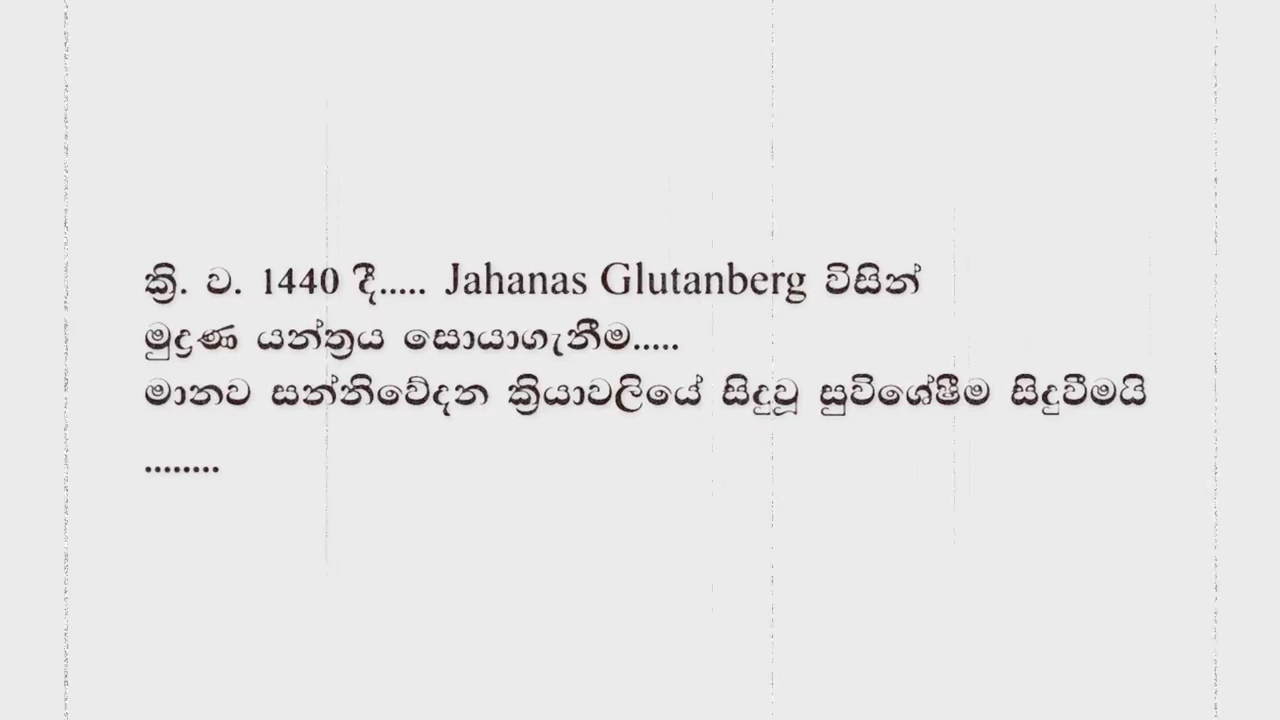 ක්‍රි. ව. 1440 දී..... Jahanas Glutanberg විසින්
මුද්‍රණ යන්ත්‍රය සොයාගැනීම.....
මානව සන්නිවේදන ක්‍රියාවලියේ සිදුවූ සුවිශේෂීම සිදුවීමයි
........